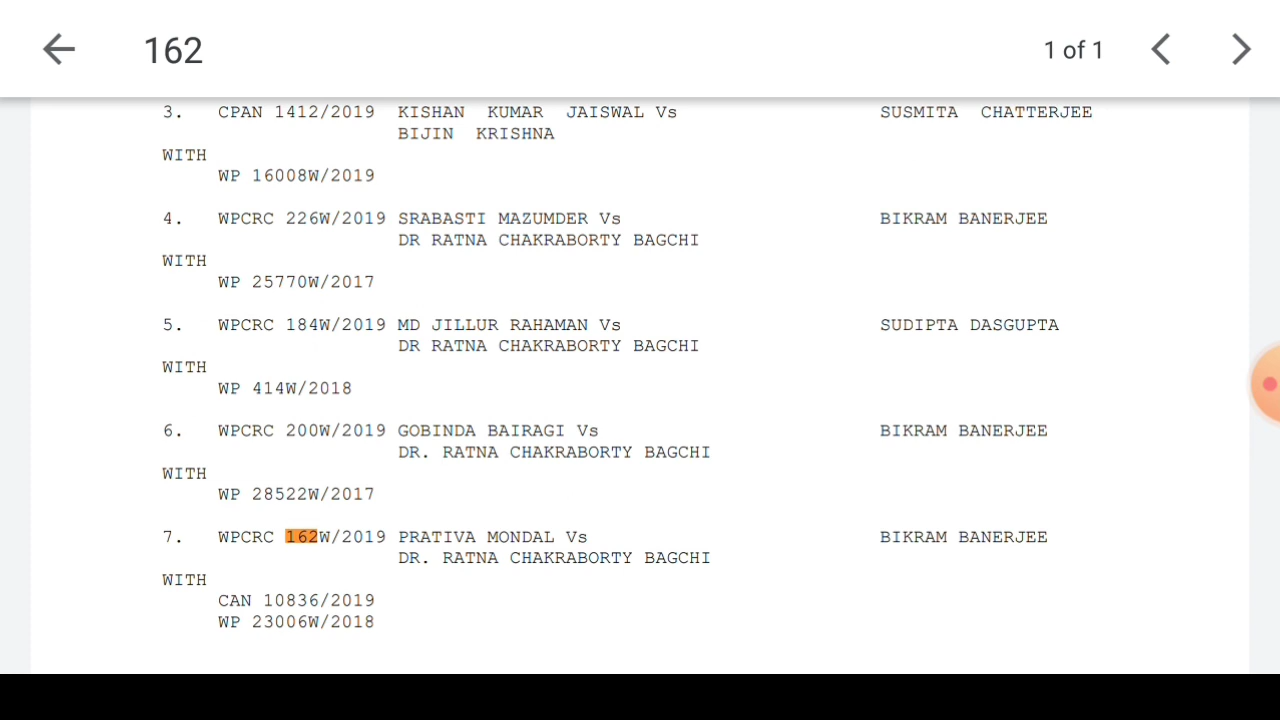 162
1 of 1
3. CPAN 1412/2019 KISHAN KUMAR JAISWAL Vs SUSMITA CHATTERJEE
BIJIN KRISHNA
WITH
WP 16008W/2019
4. WPCRC 226W/2019 SRABASTI MAZUMDER Vs BIKRAM BANERJEE
DR RATNA CHAKRABORTY BAGCHI
WITH
WP 25770W/2017
5. WPCRC 184W/2019 MD JILLUR RAHAMAN Vs SUDIPTA DASGUPTA
DR RATNA CHAKRABORTY BAGCHI
WITH
WP 414W/2018
6. WPCRC 200W/2019 GOBINDA BAIRAGI Vs BIKRAM BANERJEE
DR. RATNA CHAKRABORTY BAGCHI
WITH
WP 28522W/2017
7. WPCRC 162W/2019 PRATIVA MONDAL Vs BIKRAM BANERJEE
DR. RATNA CHAKRABORTY BAGCHI
WITH
CAN 10836/2019
WP 23006W/2018